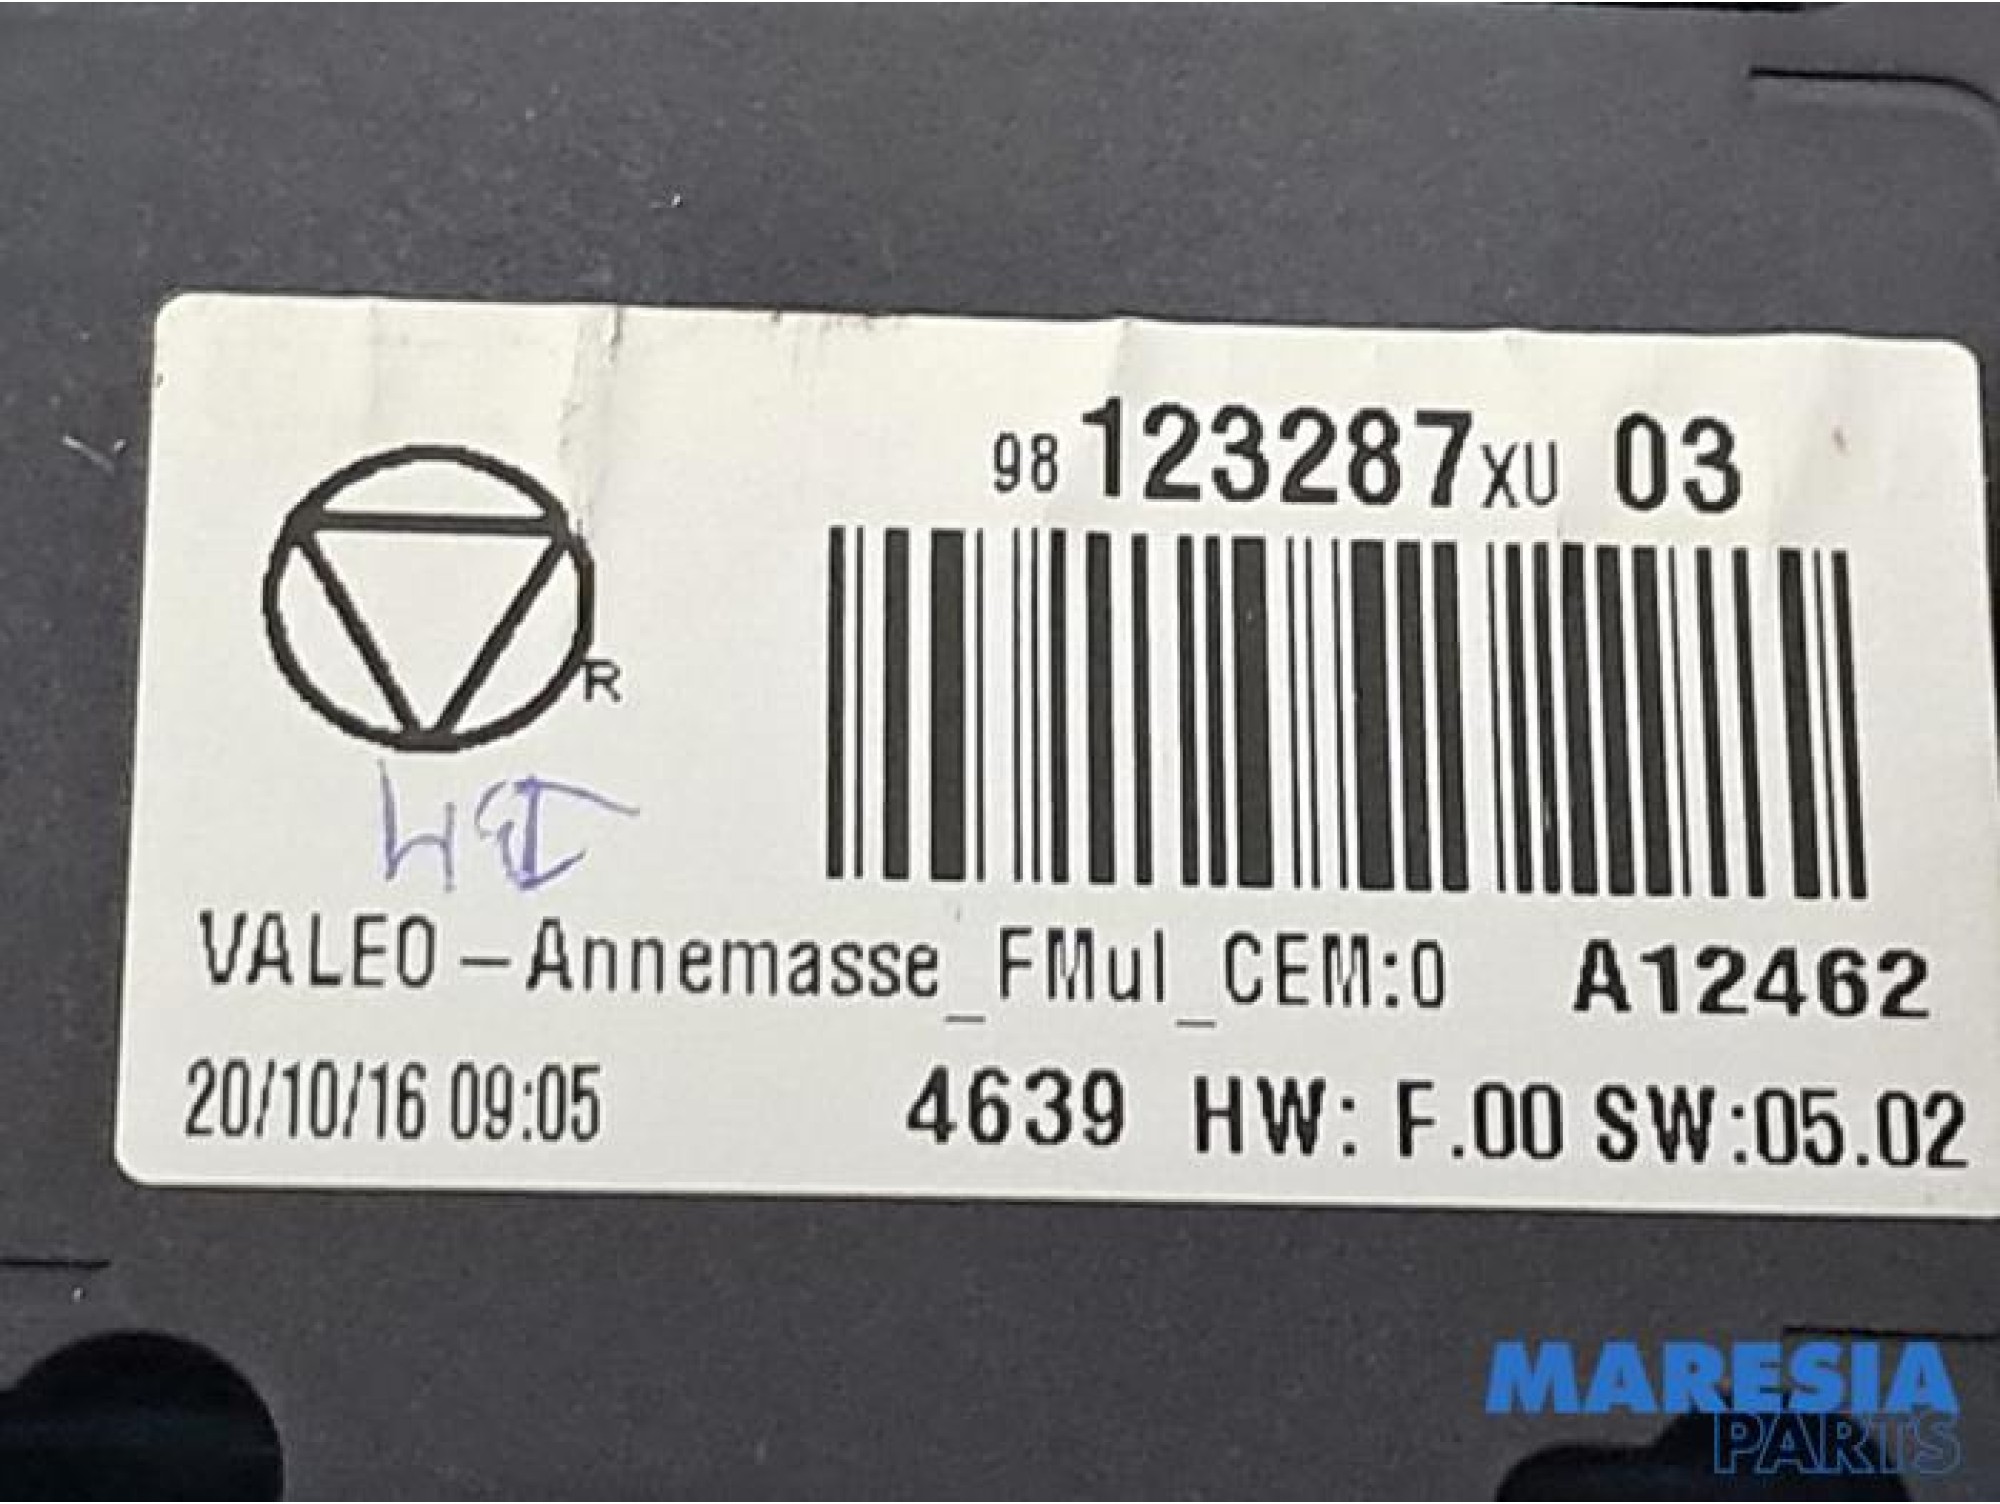 98 123287 XU 03
R
VALEO – Annemasse_FMul_CEM:0 A12462
20/10/16 09:05 4639 HW: F.00 SW:05.02
MARESIA
PARTS